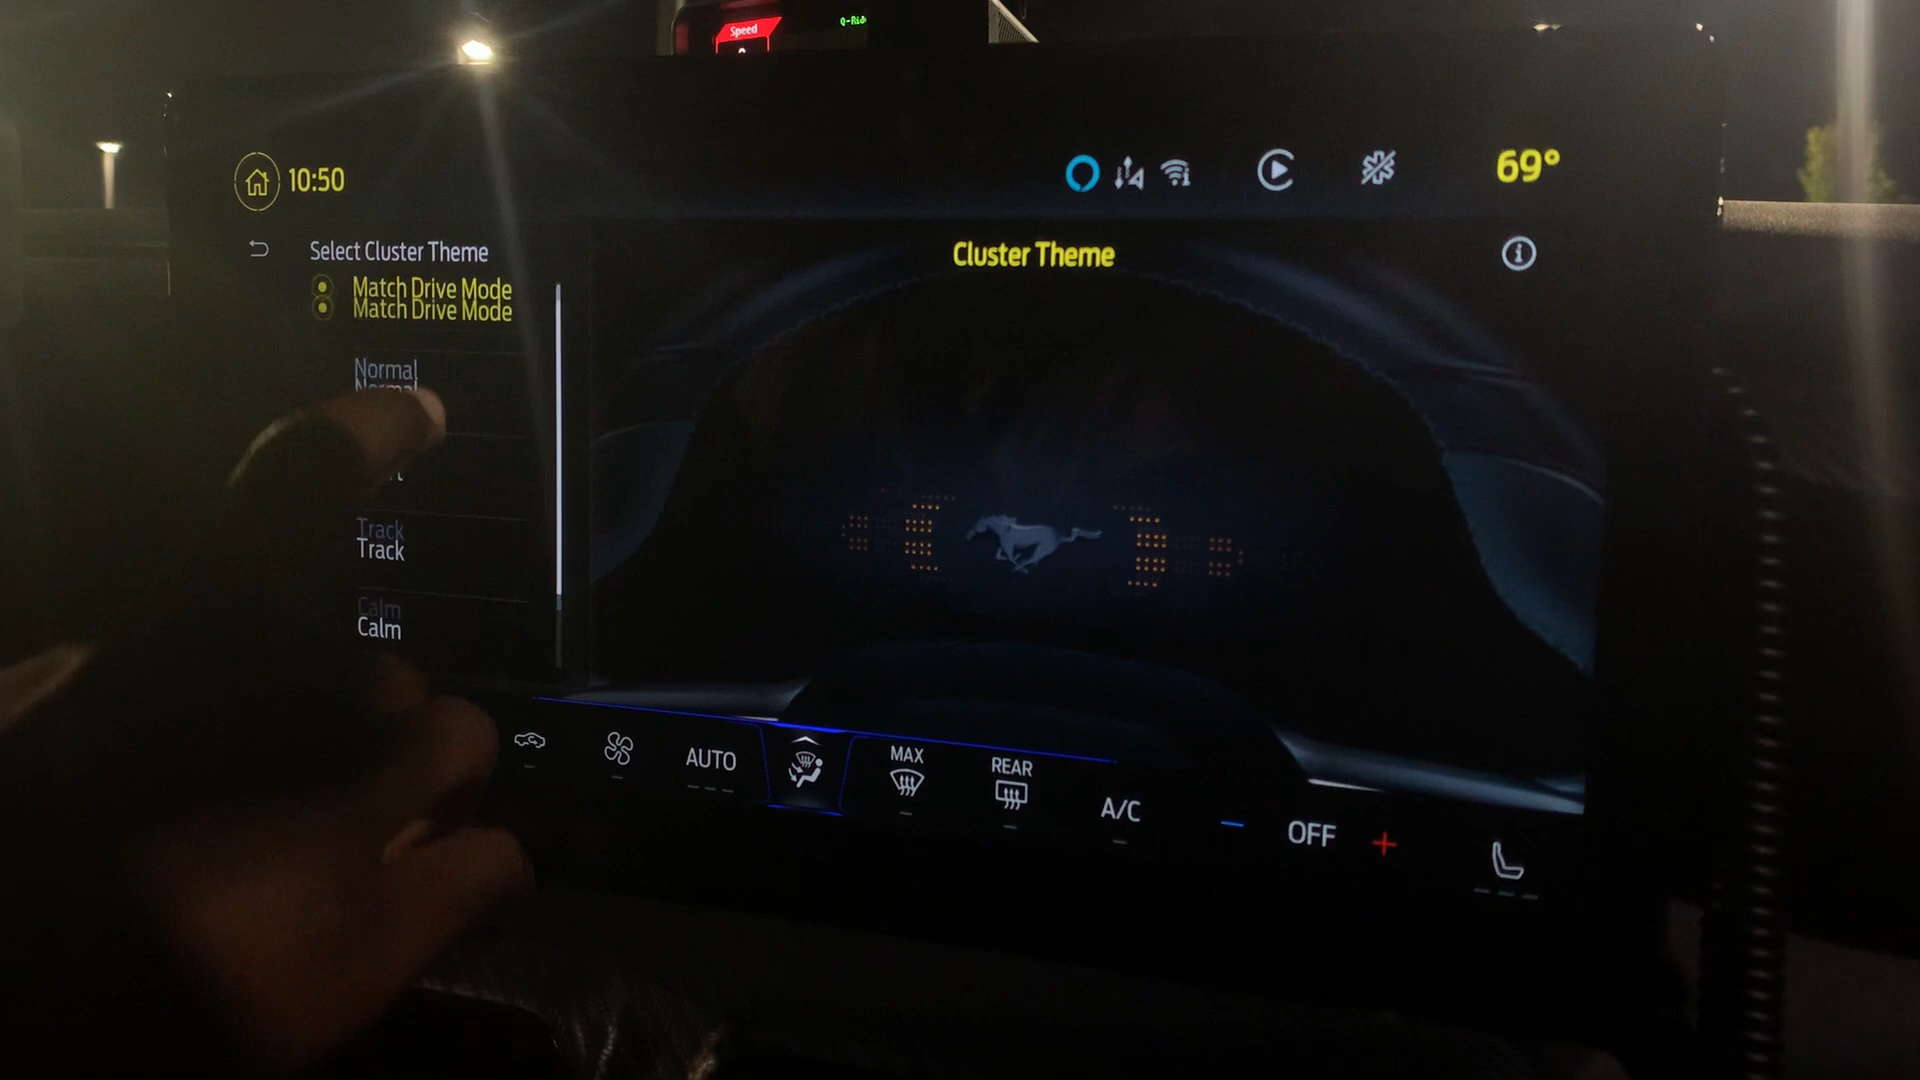 Speed
10:50
69°
Select Cluster Theme
Cluster Theme
Match Drive Mode
Match Drive Mode
Normal
Normal
Track
Track
Calm
Calm
AUTO
MAX
REAR
A/C
OFF